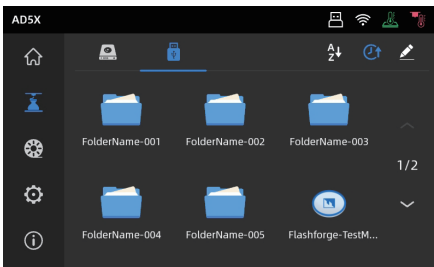 AD5X
A
Z
FolderName-001 FolderName-002 FolderName-003
1/2
FolderName-004 FolderName-005 Flashforge-TestM...